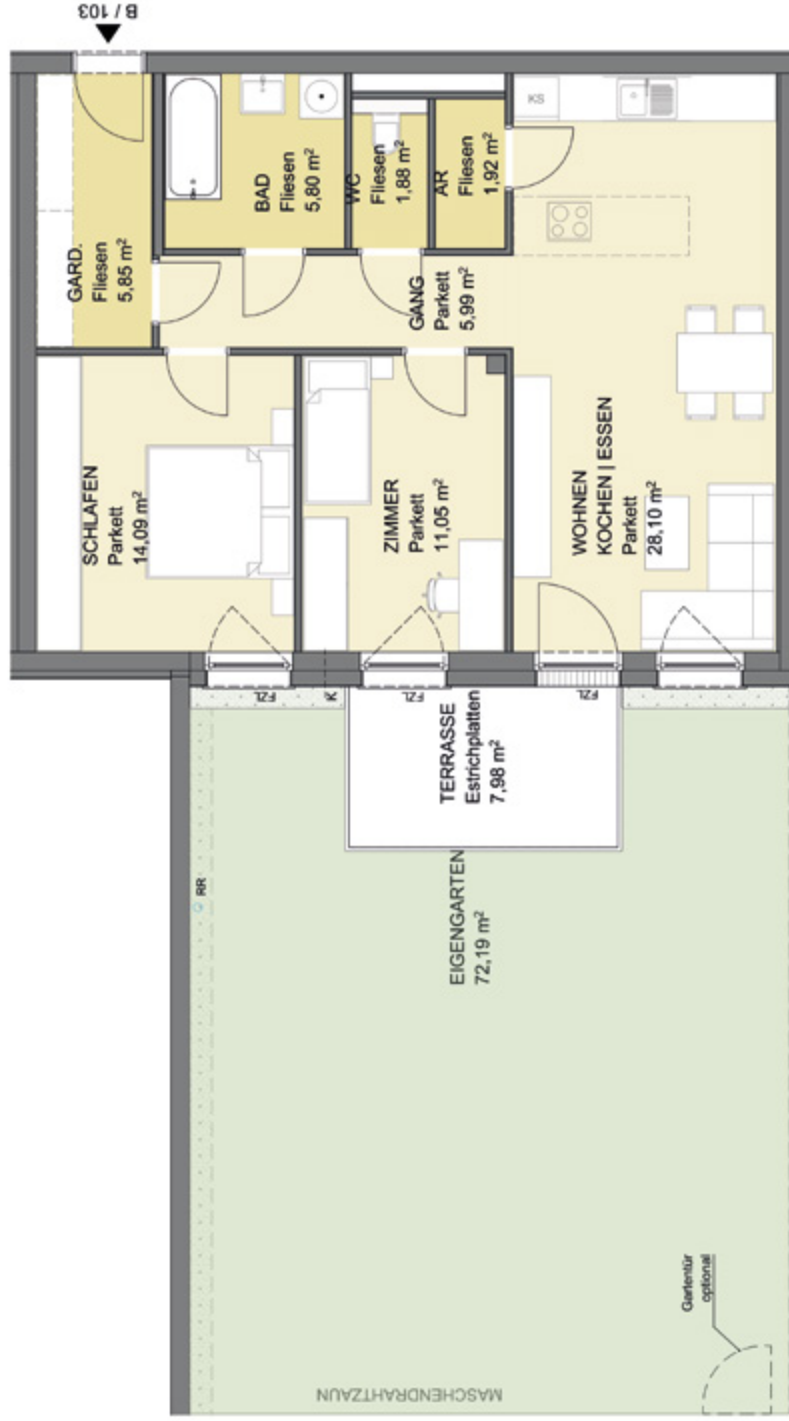 B / 103
GARD.
Fliesen
5,85 m²
BAD
Fliesen
5,80 m²
WC
Fliesen
1,88 m²
AR
Fliesen
1,92 m²
KS
GANG
Parkett
5,99 m²
SCHLAFEN
Parkett
14,09 m²
ZIMMER
Parkett
11,05 m²
WOHNEN
KOCHEN | ESSEN
Parkett
28,10 m²
FZL
K
FZL
FZL
TERRASSE
Estrichplatten
7,98 m²
RR
EIGENGARTEN
72,19 m²
Gartentür
optional
MASCHENDRAHTZAUN